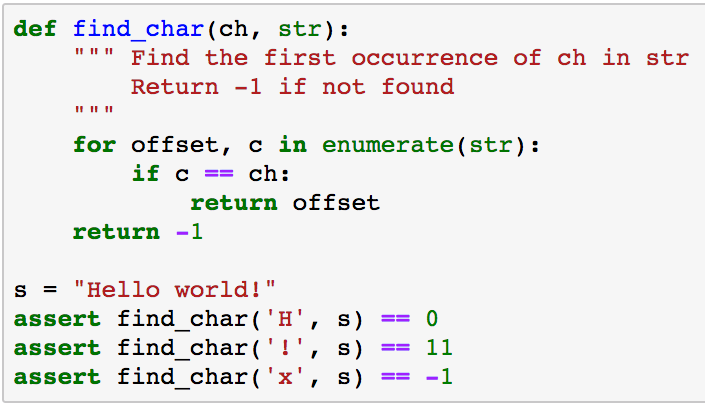 def find_char(ch, str):
    """ Find the first occurrence of ch in str
        Return -1 if not found
    """
    for offset, c in enumerate(str):
        if c == ch:
            return offset
    return -1

s = "Hello world!"
assert find_char('H', s) == 0
assert find_char('!', s) == 11
assert find_char('x', s) == -1